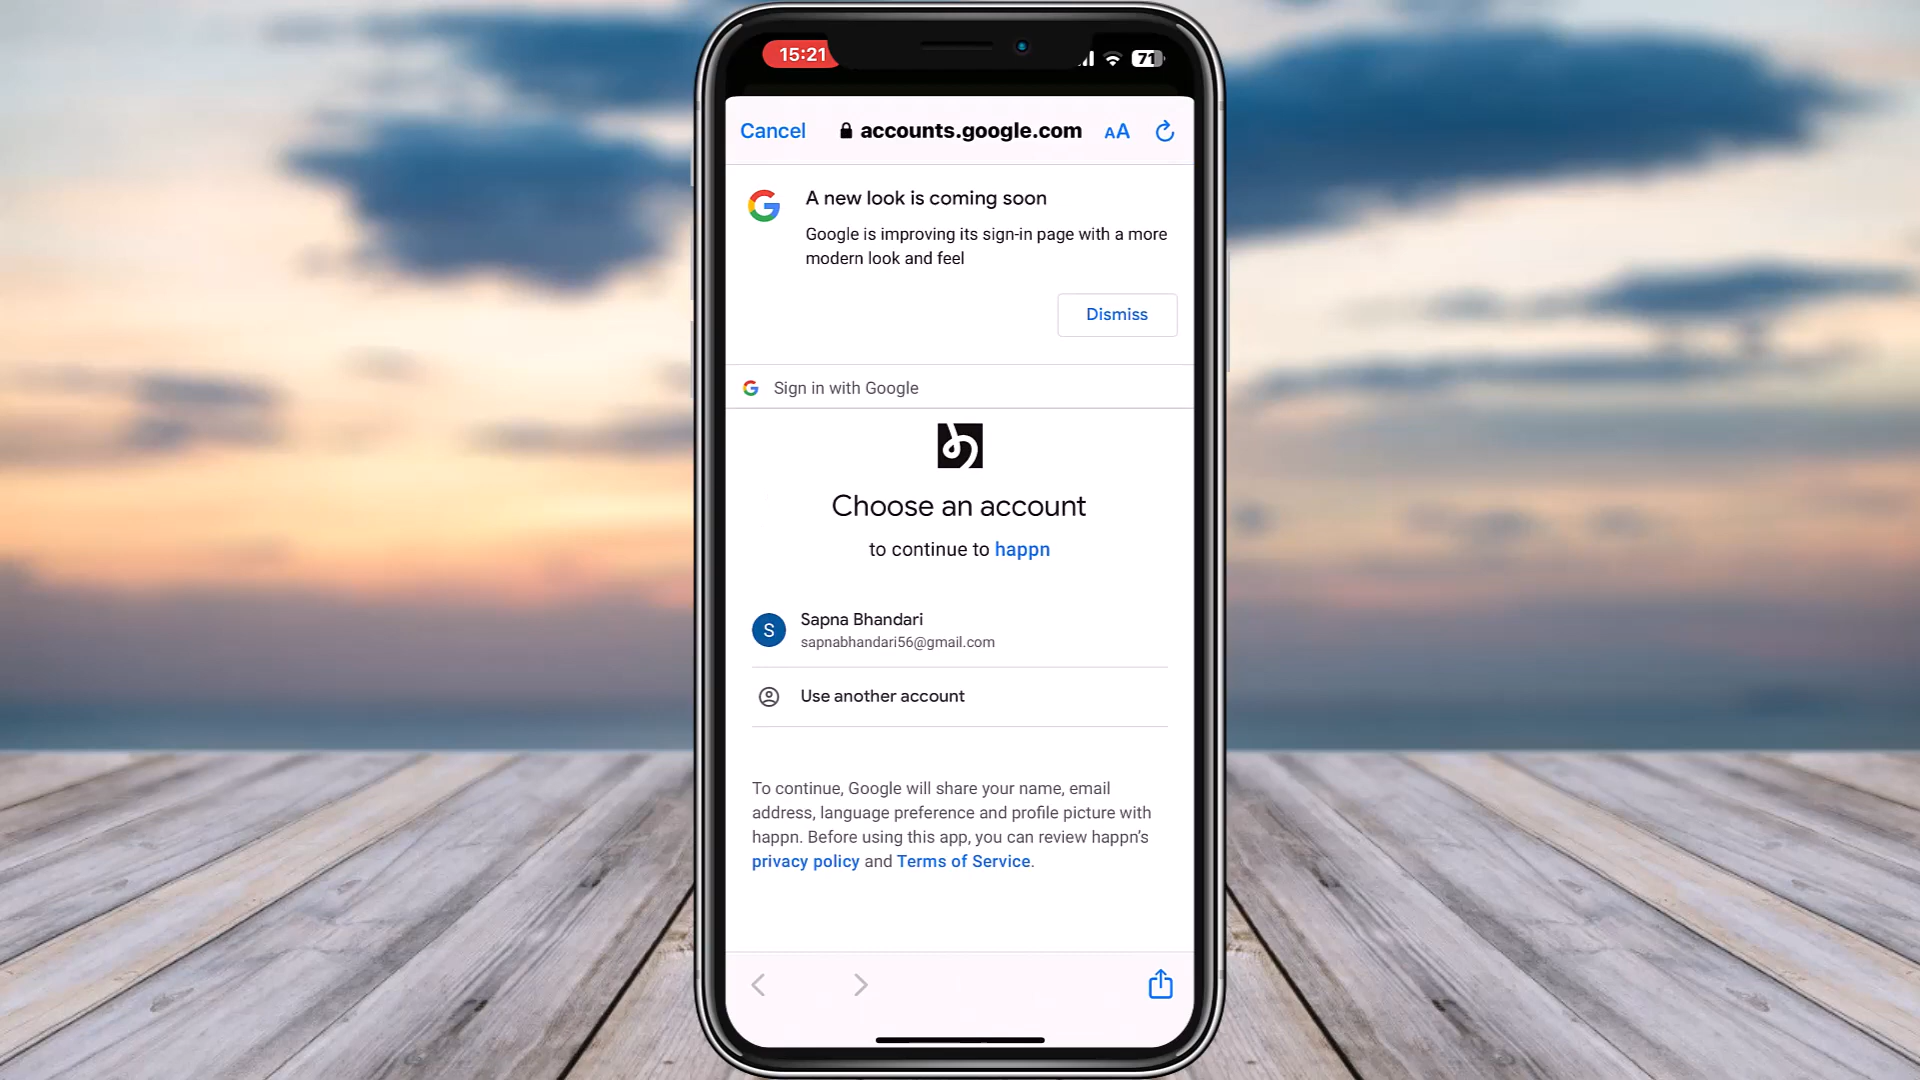 15:21
71
Cancel
accounts.google.com
AA
A new look is coming soon
Google is improving its sign-in page with a more
modern look and feel
Dismiss
Sign in with Google
Choose an account
to continue to happn
S
Sapna Bhandari
sapnabhandari56@gmail.com
Use another account
To continue, Google will share your name, email
address, language preference and profile picture with
happn. Before using this app, you can review happn's
privacy policy and Terms of Service.